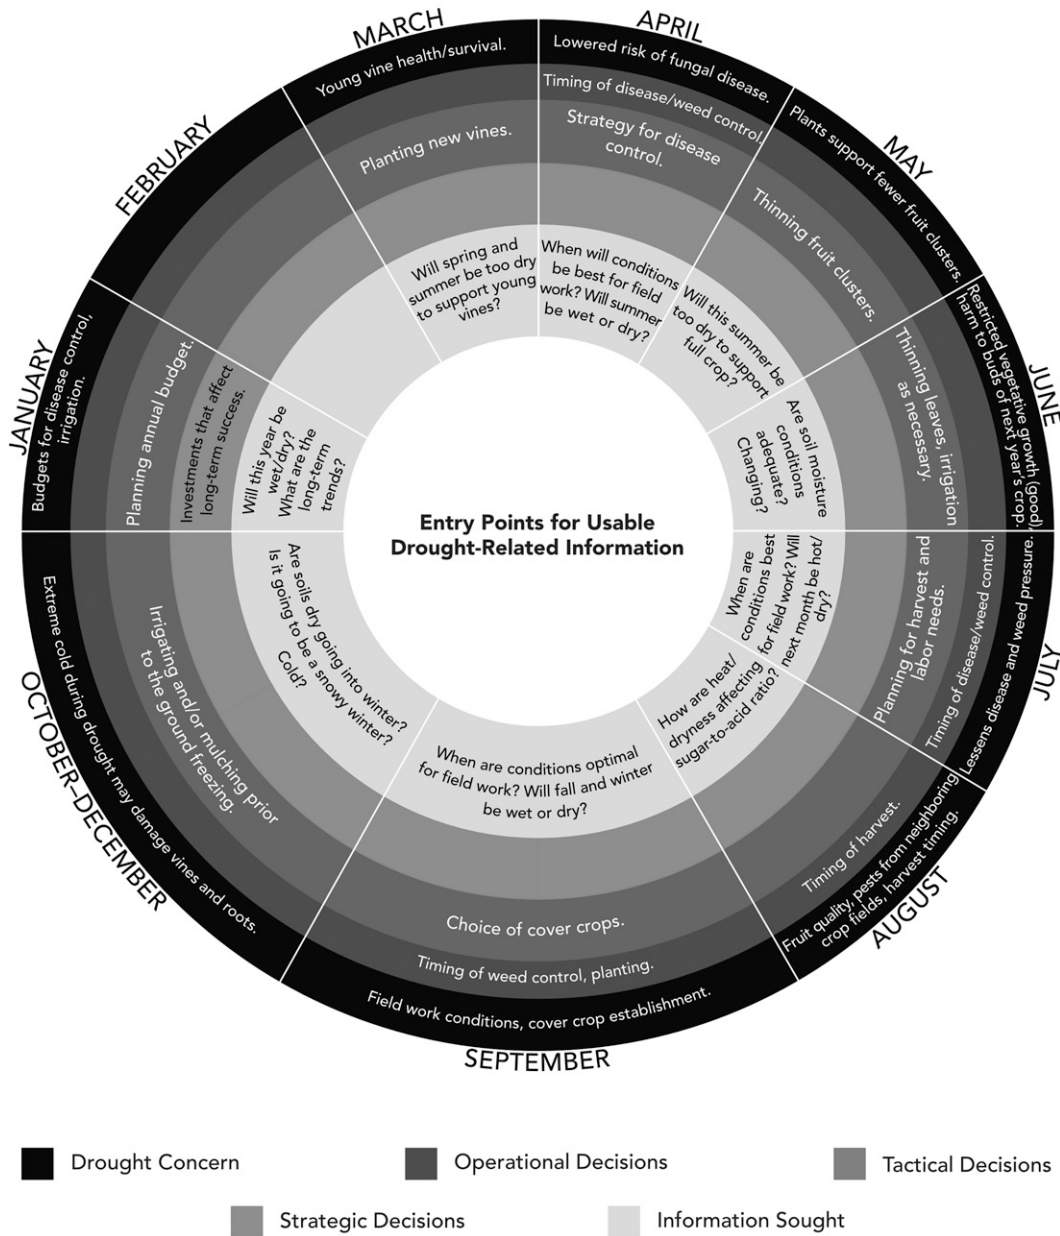 MARCH
Young vine health/survival.
Planting new vines.
Will spring and
summer be too dry
to support young
vines?
APRIL
Lowered risk of fungal disease.
Timing of disease/weed control.
Strategy for disease
control.
When will conditions
be best for field
work? Will summer
be wet or dry?
MAY
Plants support fewer fruit clusters.
Thinning fruit clusters.
Will this summer be
too dry to support
full crop?
JUNE
Restricted vegetative growth (good),
harm to buds of next year's crop.
Thinning leaves, irrigation
as necesary.
Are soil moisture
conditions
adequate?
Changing?
JULY
Lessens disease and weed pressure.
Timing of disease/weed control.
Planning for harvest and
labor needs.
When are
conditions best
for field work? Will
next month be hot/
dry?
AUGUST
Fruit quality, pests from neighboring
crop fields, harvest timing.
Timing of harvest.
How are heat/
dryness affecting
sugar-to-acid ratio?
SEPTEMBER
Field work conditions, cover crop establishment.
Timing of weed control, planting.
Choice of cover crops.
When are conditions optimal
for field work? Will fall and winter
be wet or dry?
OCTOBER–DECEMBER
Extreme cold during drought may damage vines and roots.
Irrigating and/or mulching prior
to the ground freezing.
Are soils dry going into winter?
Is it going to be a snowy winter?
Cold?
JANUARY
Budgets for disease control,
irrigation.
Planning annual budget.
Investments that affect
long-term success.
Will this year be
wet/dry?
What are the
long-term
trends?
FEBRUARY
Entry Points for Usable
Drought-Related Information
Drought Concern
Operational Decisions
Tactical Decisions
Strategic Decisions
Information Sought